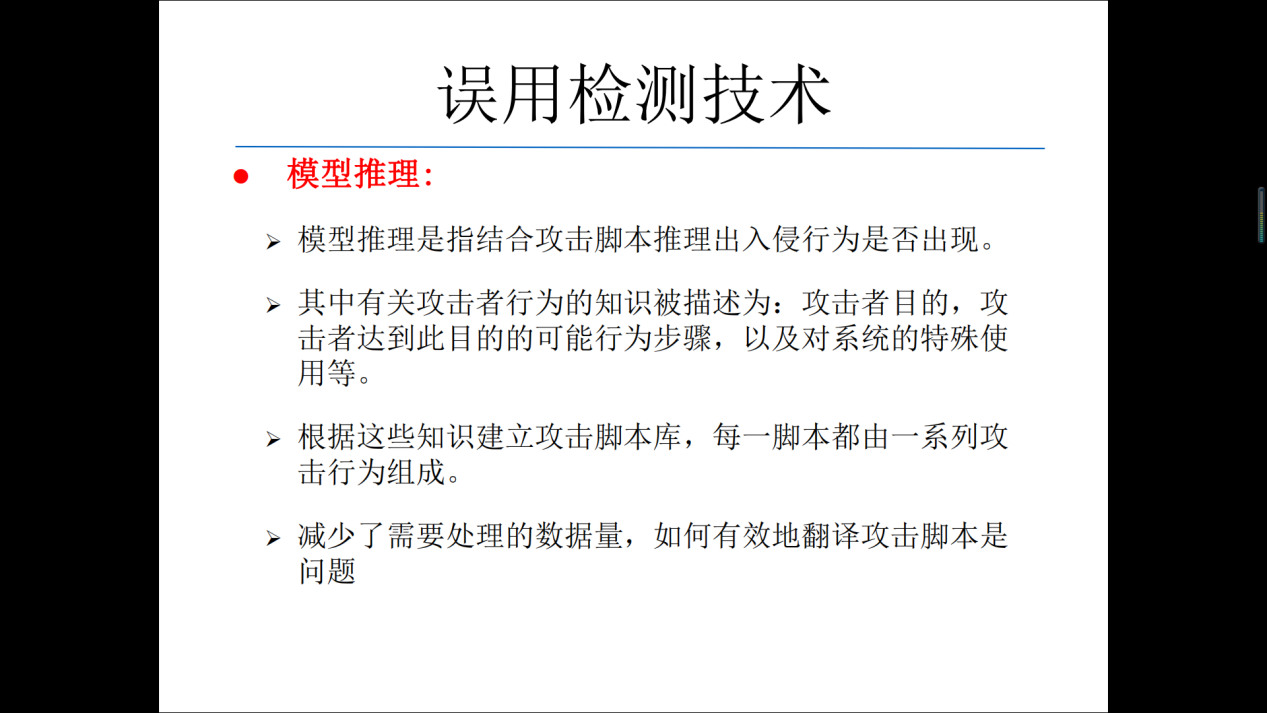 误用检测技术
模型推理：
模型推理是指结合攻击脚本推理出入侵行为是否出现。
其中有关攻击者行为的知识被描述为：攻击者目的，攻
击者达到此目的的可能行为步骤，以及对系统的特殊使
用等。
根据这些知识建立攻击脚本库，每一脚本都由一系列攻
击行为组成。
减少了需要处理的数据量，如何有效地翻译攻击脚本是
问题